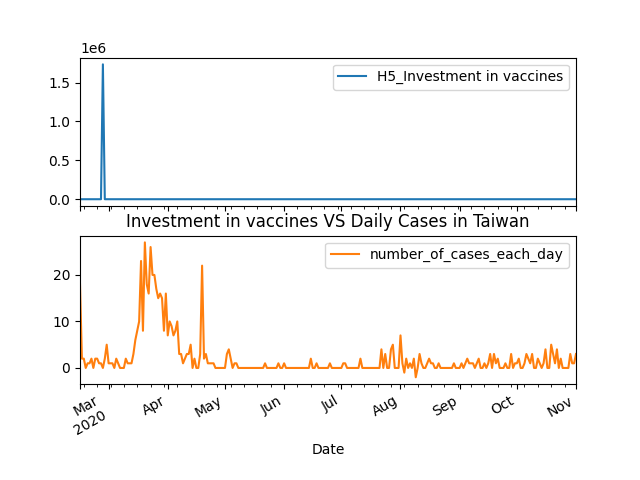 1e6
H5_Investment in vaccines
1.5
1.0
0.5
0.0
Investment in vaccines VS Daily Cases in Taiwan
number_of_cases_each_day
20
10
0
Mar Apr May Jun Jul Aug Sep Oct Nov
2020
Date